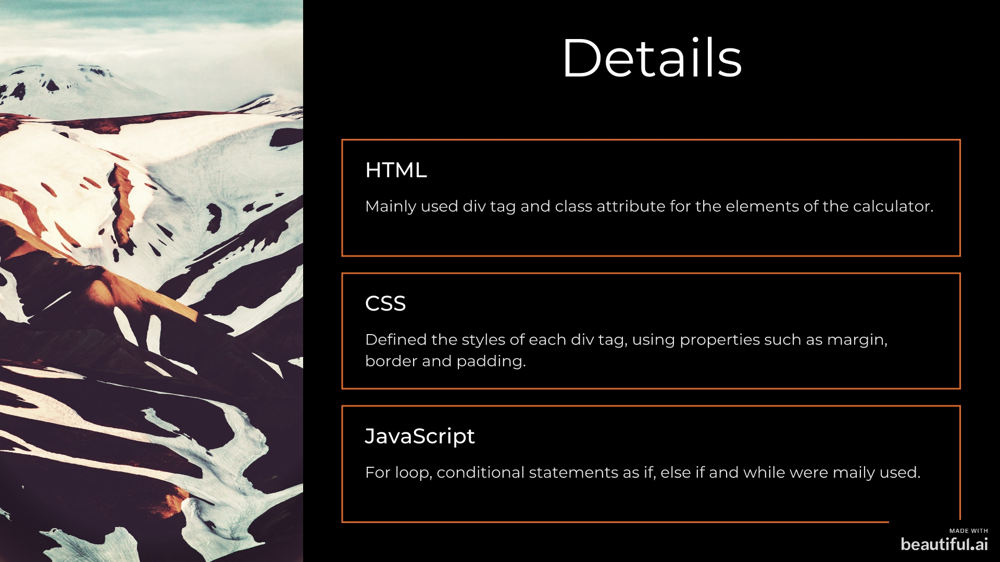 Details
HTML
Mainly used div tag and class attribute for the elements of the calculator.
CSS
Defined the styles of each div tag, using properties such as margin,
border and padding.
JavaScript
For loop, conditional statements as if, else if and while were maily used.
MADE WITH
beautiful.ai